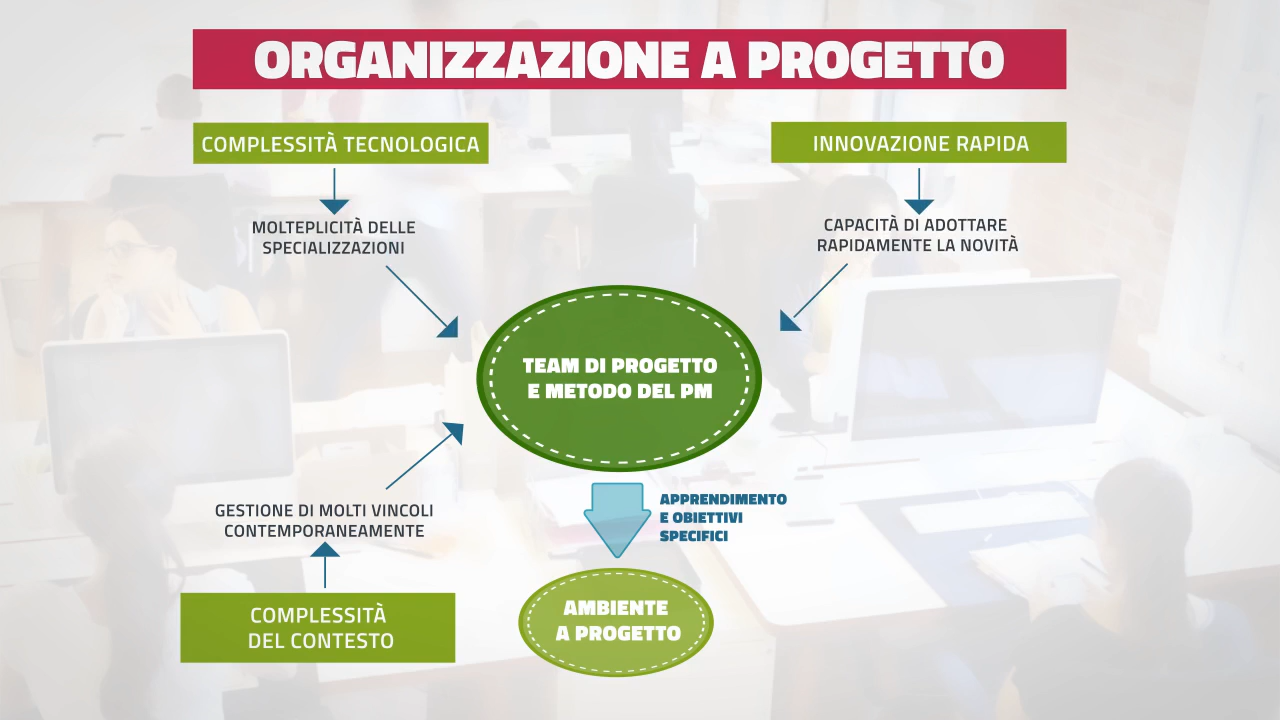 ORGANIZZAZIONE A PROGETTO
COMPLESSITÀ TECNOLOGICA
INNOVAZIONE RAPIDA
MOLTEPLICITÀ DELLE
SPECIALIZZAZIONI
CAPACITÀ DI ADOTTARE
RAPIDAMENTE LA NOVITÀ
TEAM DI PROGETTO
E METODO DEL PM
GESTIONE DI MOLTI VINCOLI
CONTEMPORANEAMENTE
APPRENDIMENTO
E OBIETTIVI
SPECIFICI
COMPLESSITÀ
DEL CONTESTO
AMBIENTE
A PROGETTO